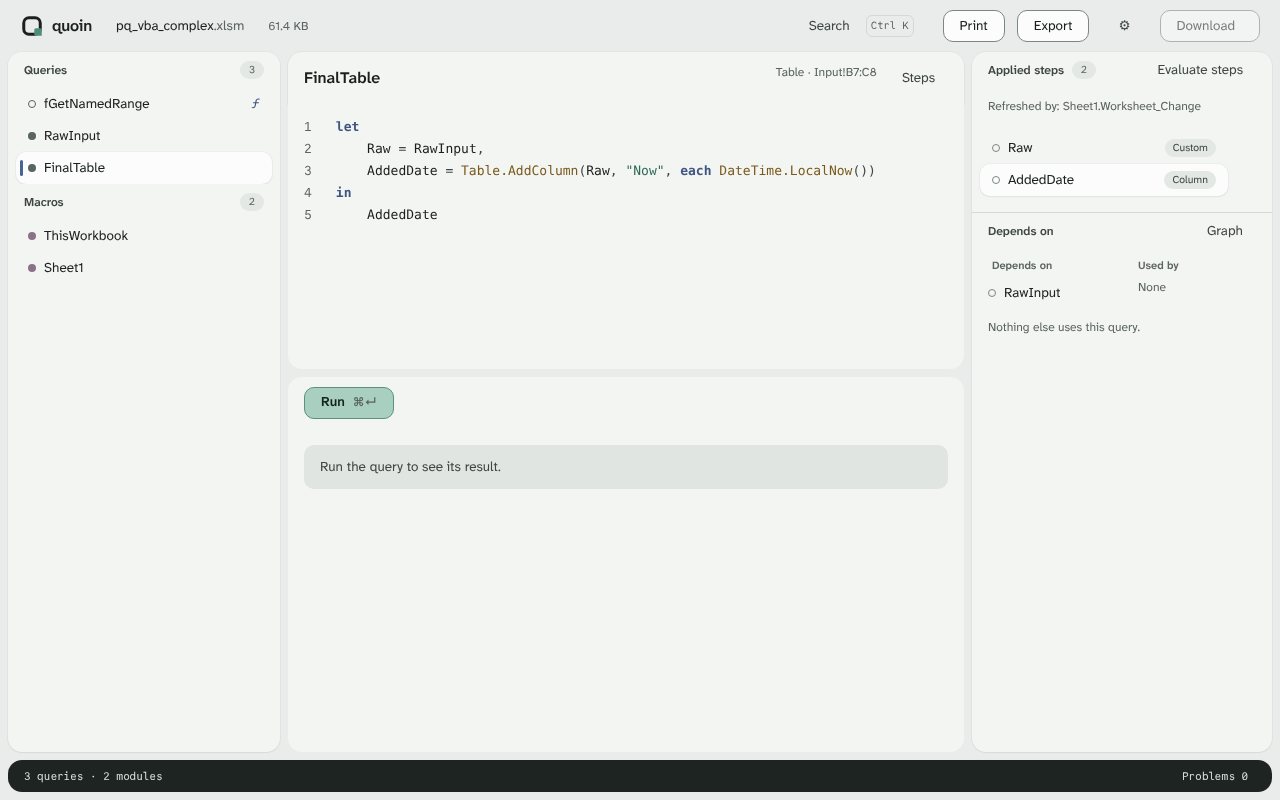 quoin pq_vba_complex.xlsm 61.4 KB Search Ctrl K Print Export ⚙ Download
Queries 3
fGetNamedRange ƒ
RawInput
FinalTable
Macros 2
ThisWorkbook
Sheet1
FinalTable Table · Input!B7:C8 Steps
1 let
2 Raw = RawInput,
3 AddedDate = Table.AddColumn(Raw, "Now", each DateTime.LocalNow())
4 in
5 AddedDate
Run ⌘↵
Run the query to see its result.
Applied steps 2 Evaluate steps
Refreshed by: Sheet1.Worksheet_Change
Raw Custom
AddedDate Column
Depends on Graph
Depends on Used by
RawInput None
Nothing else uses this query.
3 queries · 2 modules Problems 0